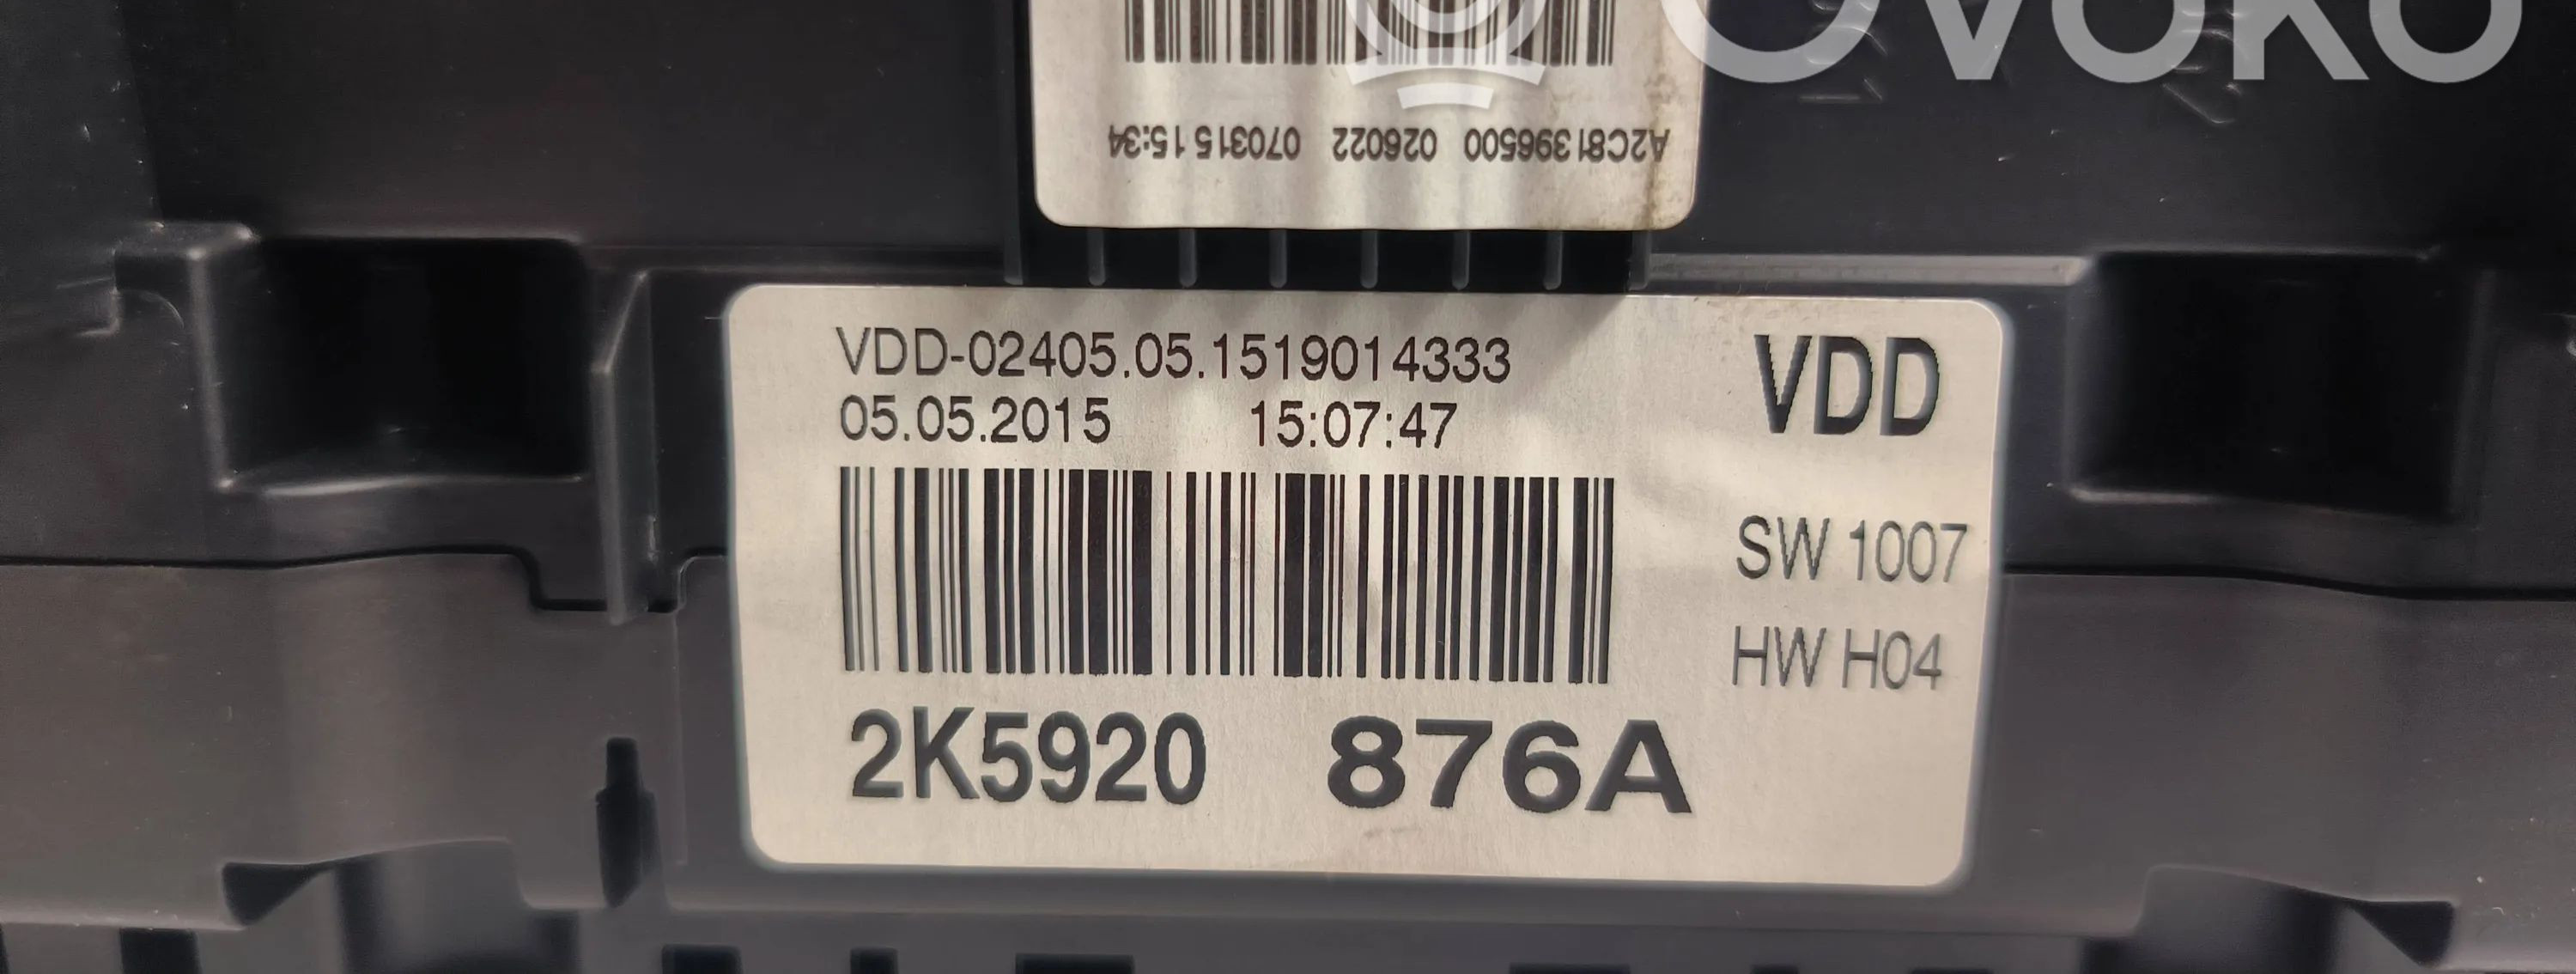 Ovoko
A2C81396500 026022 070315 15:34
VDD-02405.05.1519014333
05.05.2015 15:07:47
VDD
SW 1007
HW H04
2K5920 876A